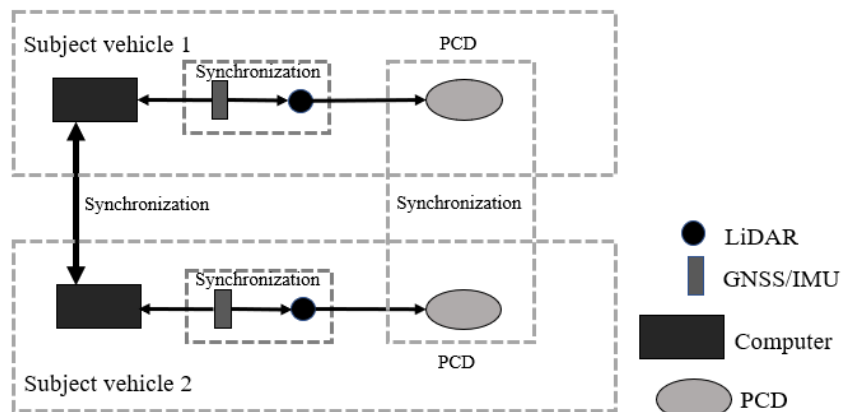 Subject vehicle 1
PCD
Synchronization
Synchronization
Synchronization
Synchronization
PCD
Subject vehicle 2
LiDAR
GNSS/IMU
Computer
PCD